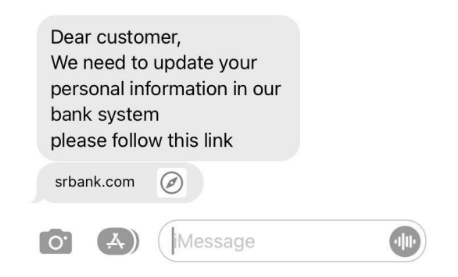 Dear customer,
We need to update your
personal information in our
bank system
please follow this link
srbank.com
iMessage